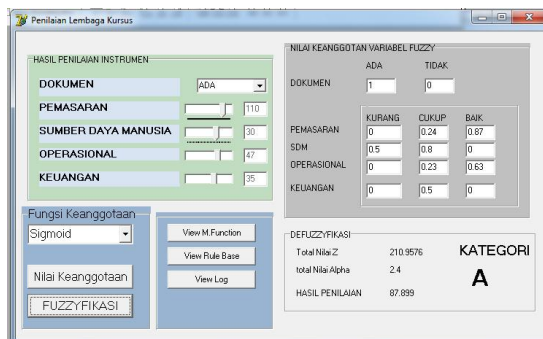 Penilaian Lembaga Kursus
HASIL PENILAIAN INSTRUMEN
DOKUMEN ADA
PEMASARAN 110
SUMBER DAYA MANUSIA 30
OPERASIONAL 47
KEUANGAN 35
Fungsi Keanggotaan
Sigmoid
Nilai Keanggotaan
FUZZYFIKASI
View M.Function
View Rule Base
View Log
NILAI KEANGGOTAN VARIABEL FUZZY
ADA TIDAK
DOKUMEN 1 0
KURANG CUKUP BAIK
PEMASARAN 0 0.24 0.87
SDM 0.5 0.8 0
OPERASIONAL 0 0.23 0.63
KEUANGAN 0 0.5 0
DEFUZZYFIKASI
Total Nilai Z 210.9576
total Nilai Alpha 2.4
HASIL PENILAIAN 87.899
KATEGORI
A